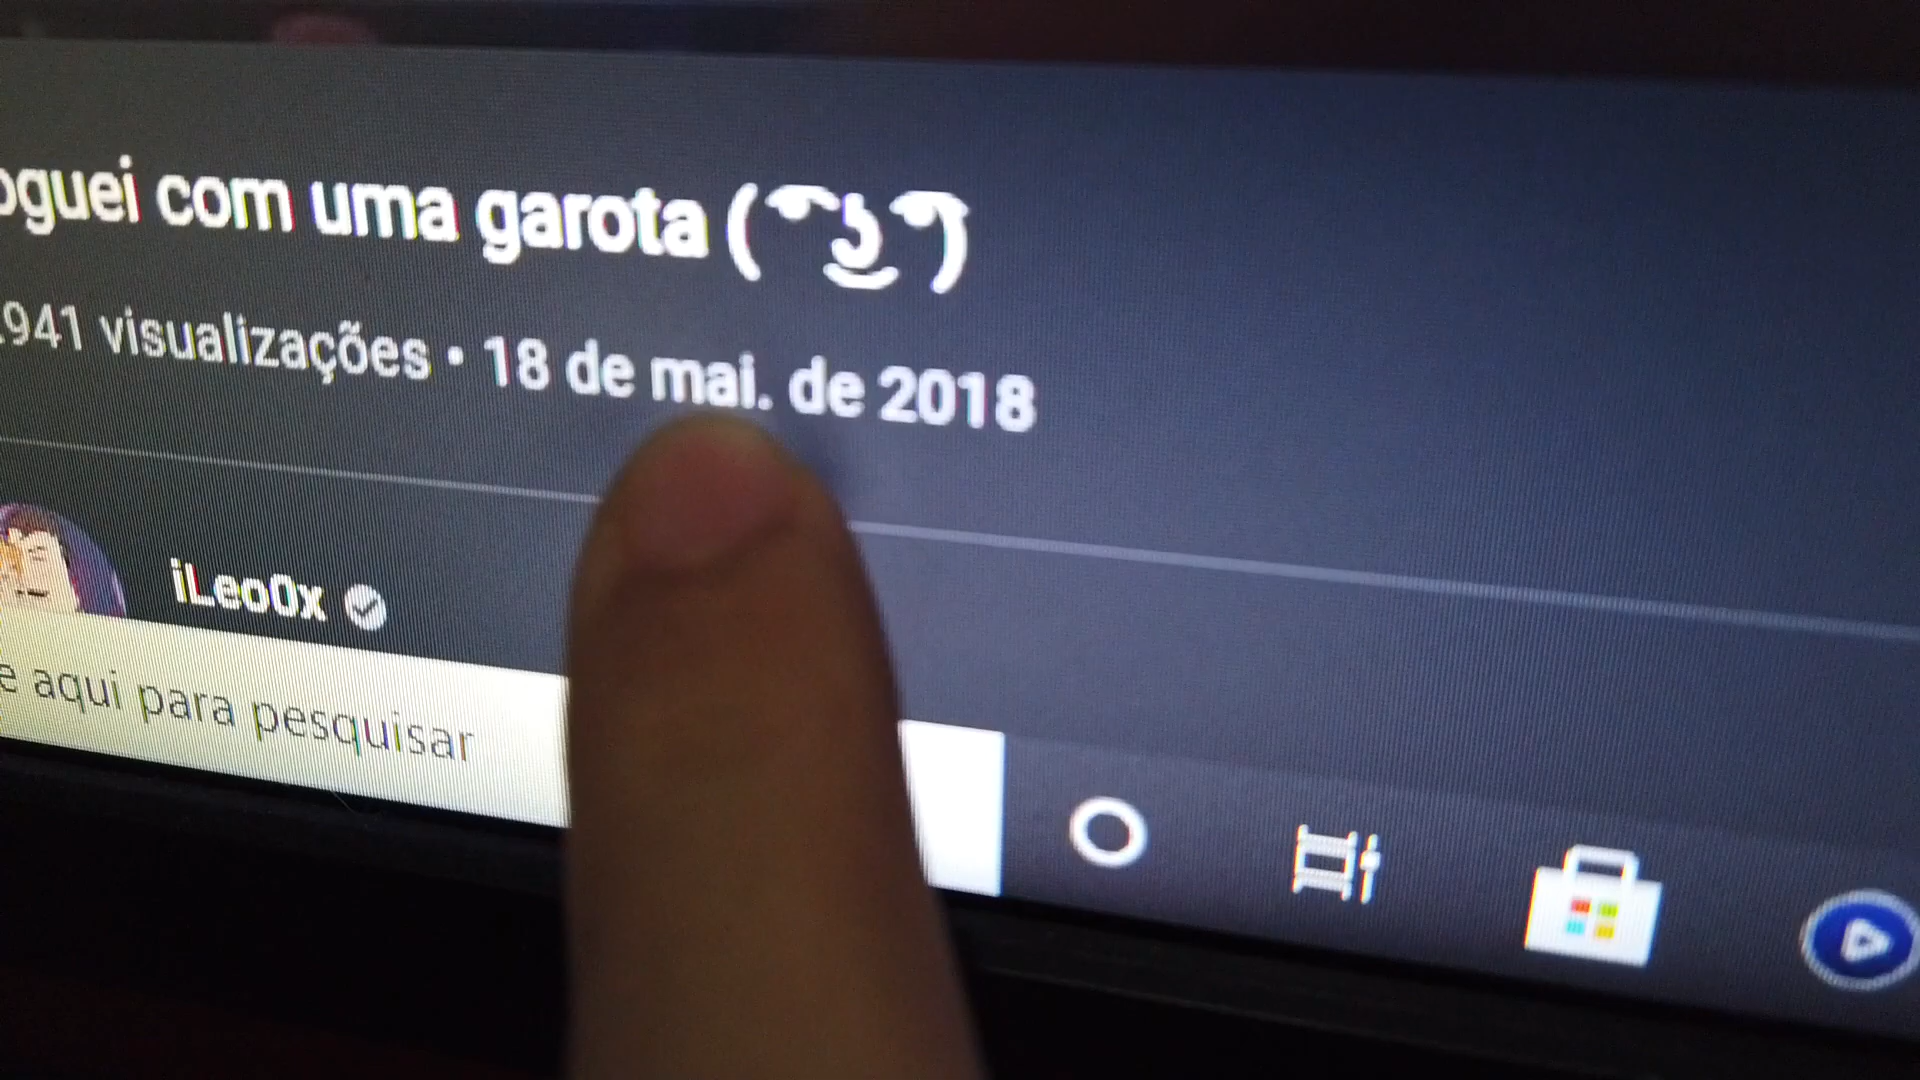 oguei com uma garota ( ͡° ͜ʖ ͡°)
.941 visualizações • 18 de mai. de 2018
iLeo0x
e aqui para pesquisar